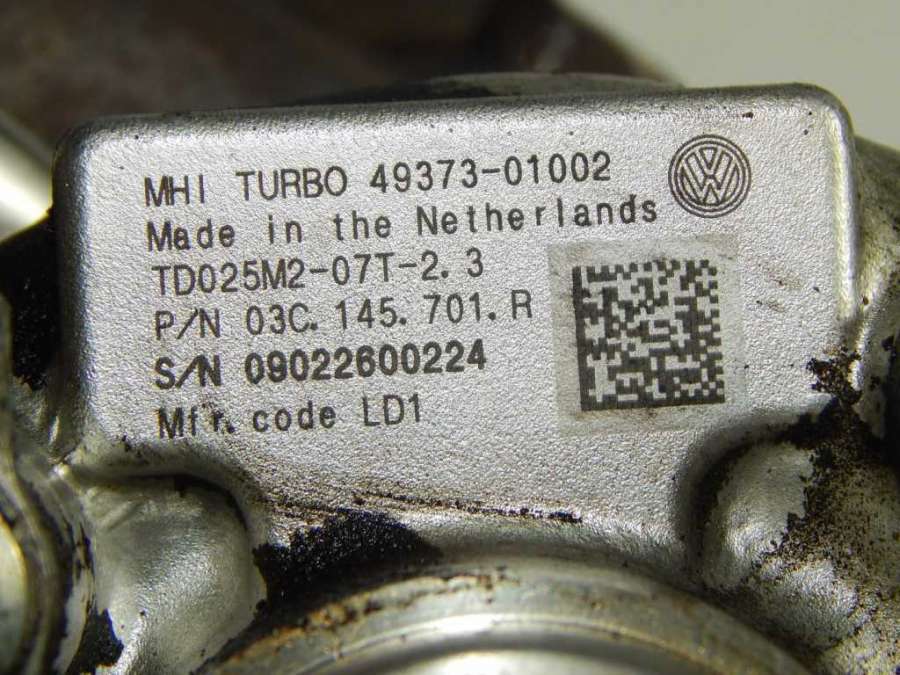 MHI TURBO 49373-01002
Made in the Netherlands
TD025M2-07T-2.3
P/N 03C.145.701.R
S/N 09022600224
Mfr.code LD1